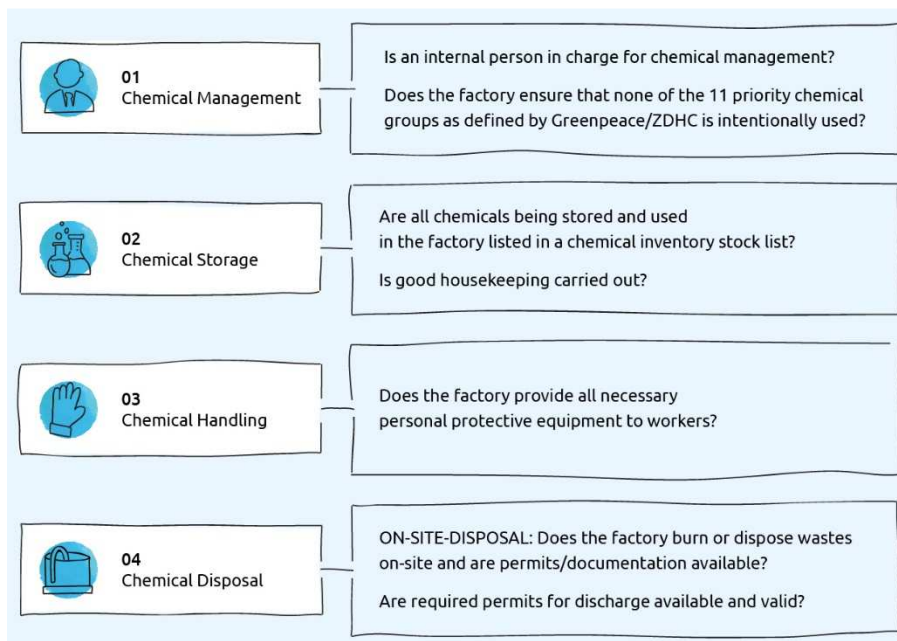 01
Chemical Management
Is an internal person in charge for chemical management?
Does the factory ensure that none of the 11 priority chemical
groups as defined by Greenpeace/ZDHC is intentionally used?
02
Chemical Storage
Are all chemicals being stored and used
in the factory listed in a chemical inventory stock list?
Is good housekeeping carried out?
03
Chemical Handling
Does the factory provide all necessary
personal protective equipment to workers?
04
Chemical Disposal
ON-SITE-DISPOSAL: Does the factory burn or dispose wastes
on-site and are permits/documentation available?
Are required permits for discharge available and valid?